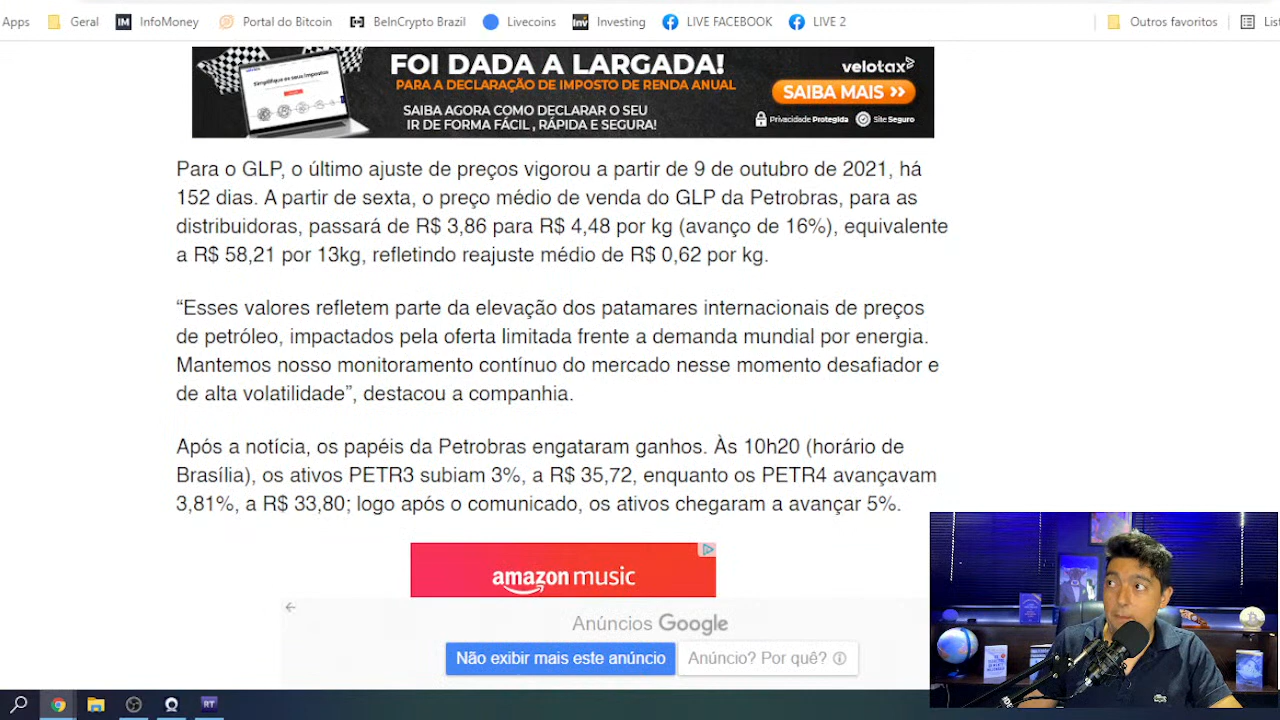 Apps
Geral
IM InfoMoney
Portal do Bitcoin
BeInCrypto Brazil
Livecoins
Inv Investing
LIVE FACEBOOK
LIVE 2
Outros favoritos
List
Simplifique os seus impostos
FOI DADA A LARGADA!
PARA A DECLARAÇÃO DE IMPOSTO DE RENDA ANUAL
SAIBA AGORA COMO DECLARAR O SEU
IR DE FORMA FÁCIL , RÁPIDA E SEGURA!
velotax
SAIBA MAIS >>
Privacidade Protegida
Site Seguro
Para o GLP, o último ajuste de preços vigorou a partir de 9 de outubro de 2021, há
152 dias. A partir de sexta, o preço médio de venda do GLP da Petrobras, para as
distribuidoras, passará de R$ 3,86 para R$ 4,48 por kg (avanço de 16%), equivalente
a R$ 58,21 por 13kg, refletindo reajuste médio de R$ 0,62 por kg.
“Esses valores refletem parte da elevação dos patamares internacionais de preços
de petróleo, impactados pela oferta limitada frente a demanda mundial por energia.
Mantemos nosso monitoramento contínuo do mercado nesse momento desafiador e
de alta volatilidade”, destacou a companhia.
Após a notícia, os papéis da Petrobras engataram ganhos. Às 10h20 (horário de
Brasília), os ativos PETR3 subiam 3%, a R$ 35,72, enquanto os PETR4 avançavam
3,81%, a R$ 33,80; logo após o comunicado, os ativos chegaram a avançar 5%.
amazon music
Anúncios Google
Não exibir mais este anúncio
Anúncio? Por quê?
RT